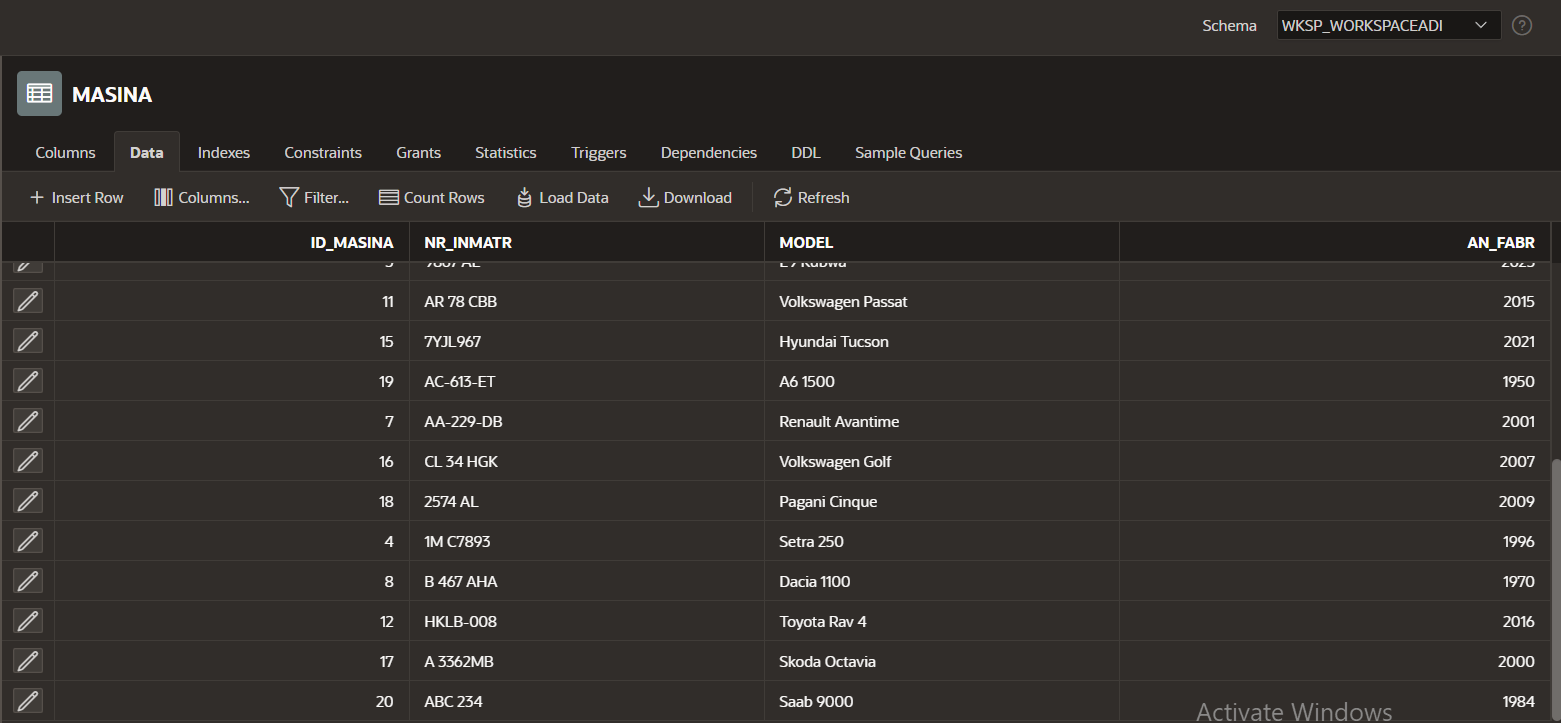 Schema WKSP_WORKSPACEADI
MASINA
Columns Data Indexes Constraints Grants Statistics Triggers Dependencies DDL Sample Queries
Insert Row Columns... Filter... Count Rows Load Data Download Refresh
ID_MASINA NR_INMATR MODEL AN_FABR
11 AR 78 CBB Volkswagen Passat 2015
15 7YJL967 Hyundai Tucson 2021
19 AC-613-ET A6 1500 1950
7 AA-229-DB Renault Avantime 2001
16 CL 34 HGK Volkswagen Golf 2007
18 2574 AL Pagani Cinque 2009
4 1M C7893 Setra 250 1996
8 B 467 AHA Dacia 1100 1970
12 HKLB-008 Toyota Rav 4 2016
17 A 3362MB Skoda Octavia 2000
20 ABC 234 Saab 9000 1984
Activate Windows